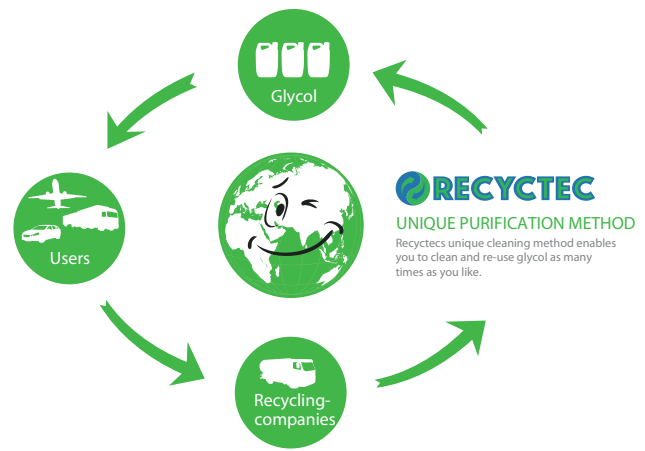 Glycol
RECYCTEC
UNIQUE PURIFICATION METHOD
Recyctecs unique cleaning method enables
you to clean and re-use glycol as many
times as you like.
Users
Recycling-
companies